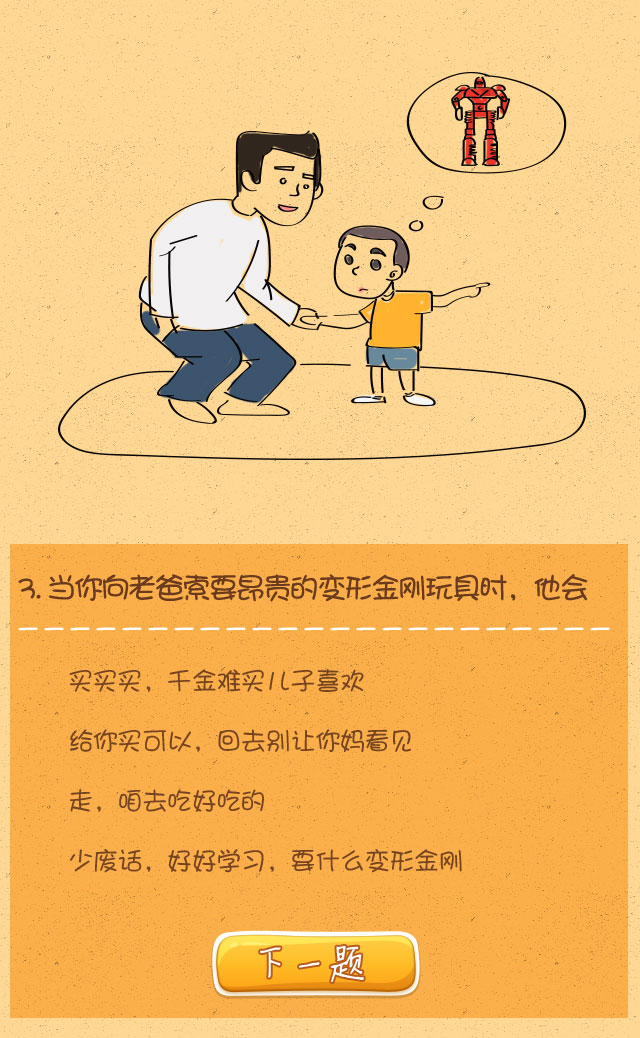 3. 当你向老爸索要昂贵的变形金刚玩具时，他会
买买买，千金难买儿子喜欢
给你买可以，回去别让你妈看见
走，咱去吃好吃的
少废话，好好学习，要什么变形金刚
下一题